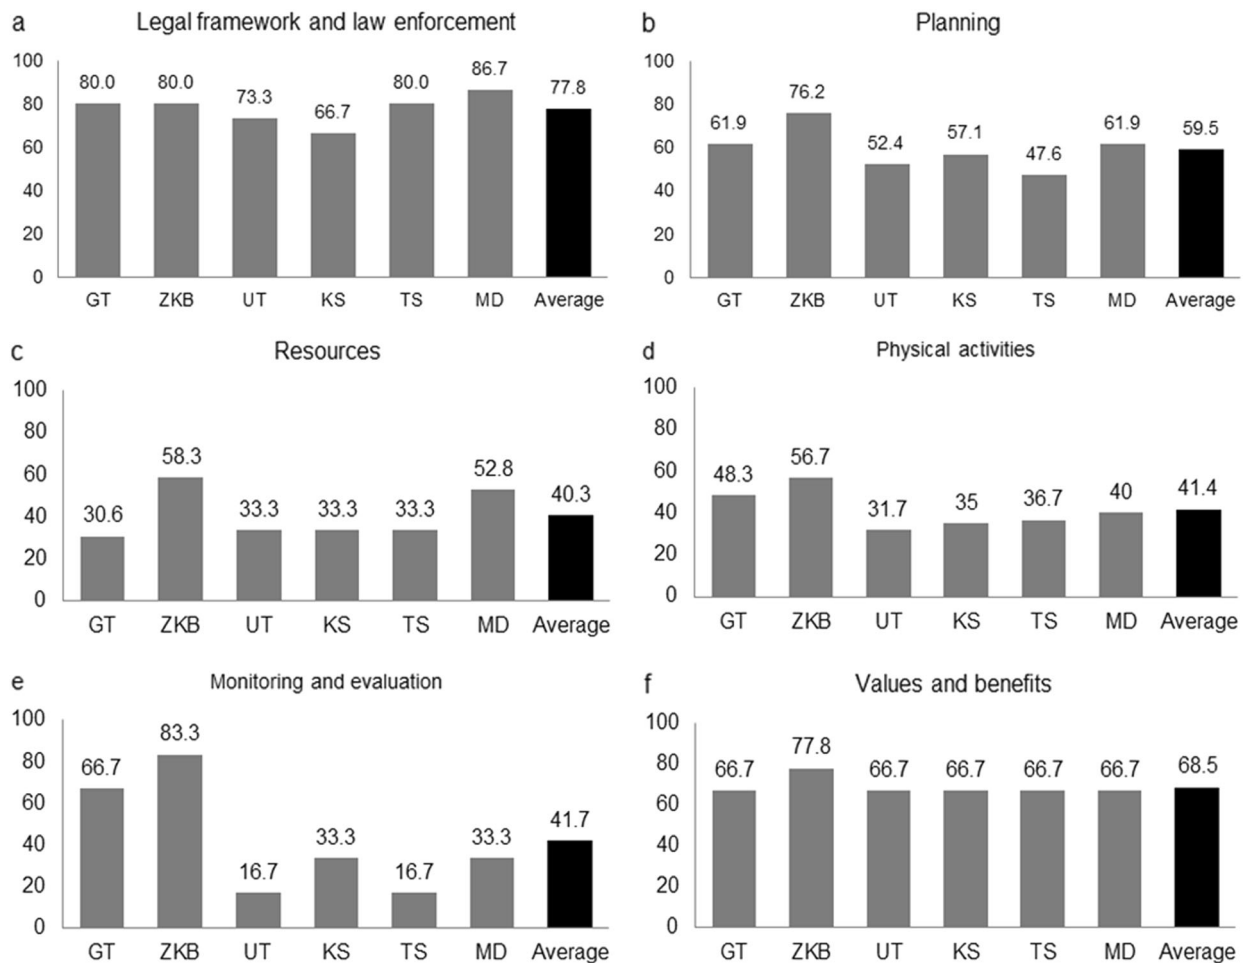 a Legal framework and law enforcement
100
80
60
40
20
0
80.0 80.0 73.3 66.7 80.0 86.7 77.8
GT ZKB UT KS TS MD Average
b Planning
100
80
60
40
20
0
61.9 76.2 52.4 57.1 47.6 61.9 59.5
GT ZKB UT KS TS MD Average
c Resources
100
80
60
40
20
0
30.6 58.3 33.3 33.3 33.3 52.8 40.3
GT ZKB UT KS TS MD Average
d Physical activities
100
80
60
40
20
0
48.3 56.7 31.7 35 36.7 40 41.4
GT ZKB UT KS TS MD Average
e Monitoring and evaluation
100
80
60
40
20
0
66.7 83.3 16.7 33.3 16.7 33.3 41.7
GT ZKB UT KS TS MD Average
f Values and benefits
100
80
60
40
20
0
66.7 77.8 66.7 66.7 66.7 66.7 68.5
GT ZKB UT KS TS MD Average